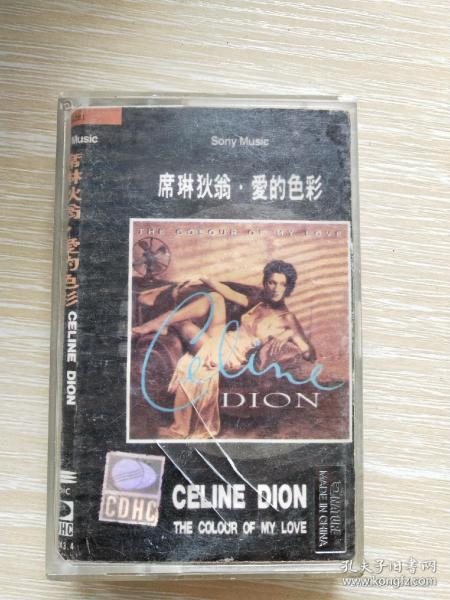 Music
席琳狄翁·愛的色彩
CELINE DION
Sony Music
席琳狄翁·愛的色彩
THE COLOUR OF MY LOVE
Celine
DION
CDHC
CELINE DION
THE COLOUR OF MY LOVE
MADE IN CHINA
孔夫子旧书网
www.kongfz.com